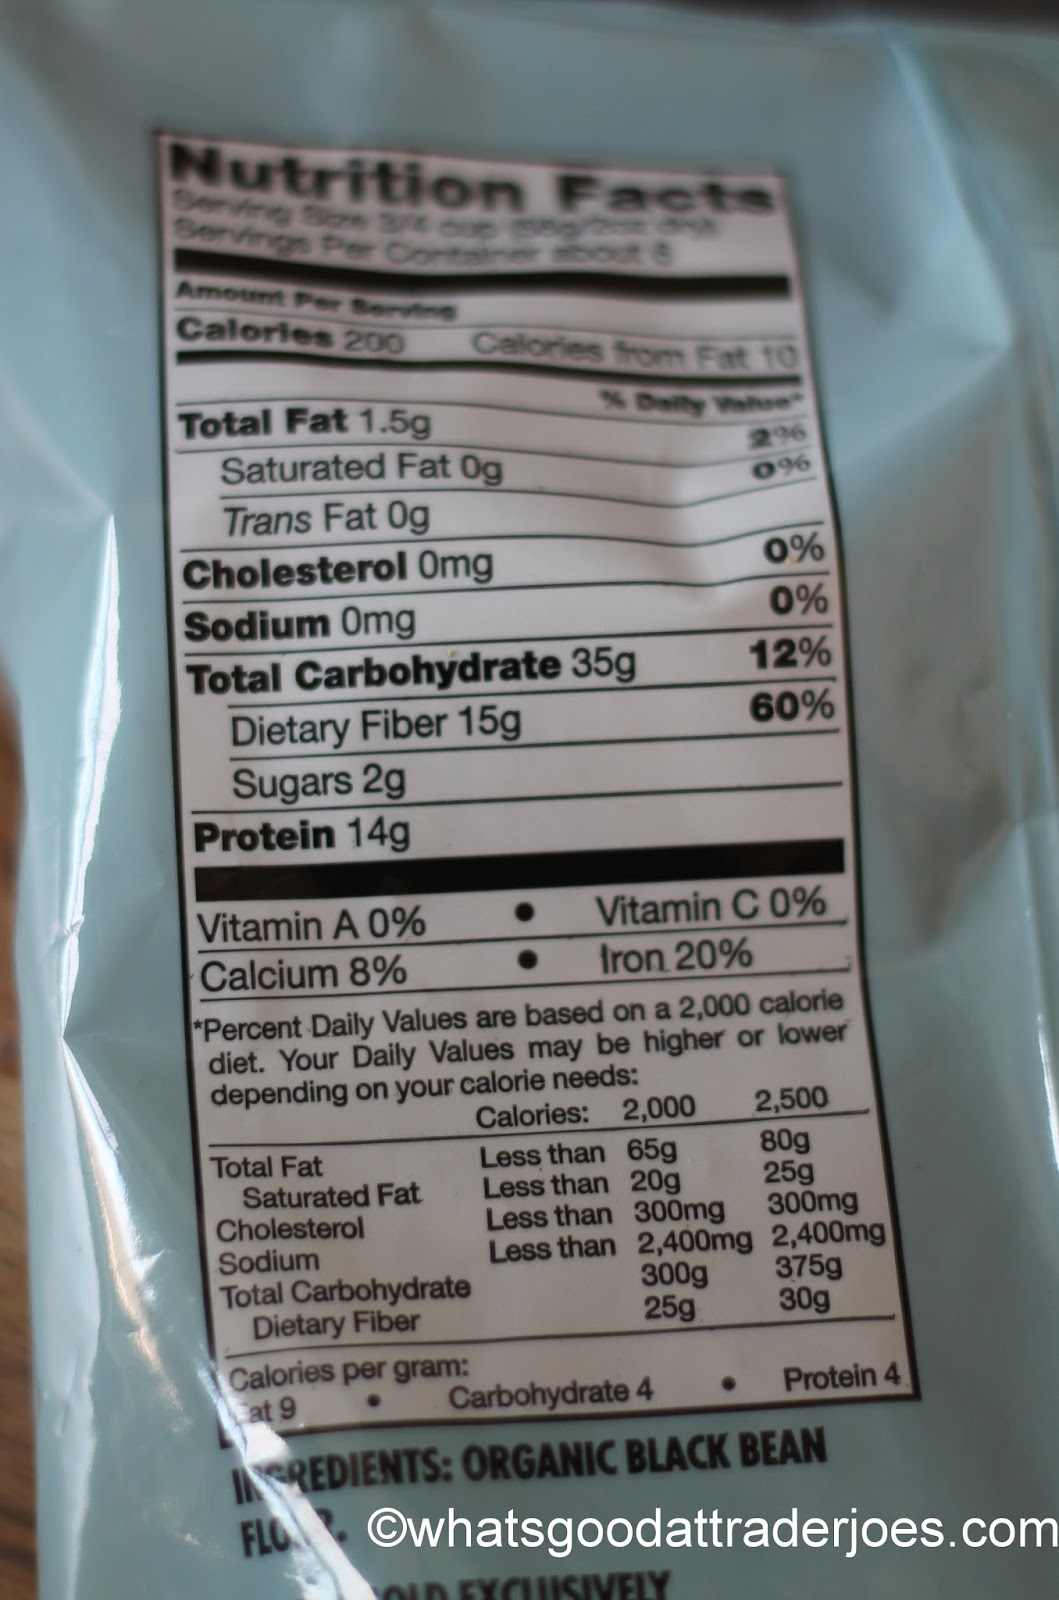 Nutrition Facts
Serving Size 3/4 cup (56g/2oz dry)
Servings Per Container about 6
Amount Per Serving
Calories 200 Calories from Fat 10
% Daily Value*
Total Fat 1.5g 2%
Saturated Fat 0g 0%
Trans Fat 0g
Cholesterol 0mg 0%
Sodium 0mg 0%
Total Carbohydrate 35g 12%
Dietary Fiber 15g 60%
Sugars 2g
Protein 14g
Vitamin A 0% • Vitamin C 0%
Calcium 8% • Iron 20%
*Percent Daily Values are based on a 2,000 calorie
diet. Your Daily Values may be higher or lower
depending on your calorie needs:
Calories: 2,000 2,500
Total Fat Less than 65g 80g
Saturated Fat Less than 20g 25g
Cholesterol Less than 300mg 300mg
Sodium Less than 2,400mg 2,400mg
Total Carbohydrate 300g 375g
Dietary Fiber 25g 30g
Calories per gram:
Fat 9 • Carbohydrate 4 • Protein 4
INGREDIENTS: ORGANIC BLACK BEAN
FLOUR.
©whatsgoodattraderjoes.com
SOLD EXCLUSIVELY